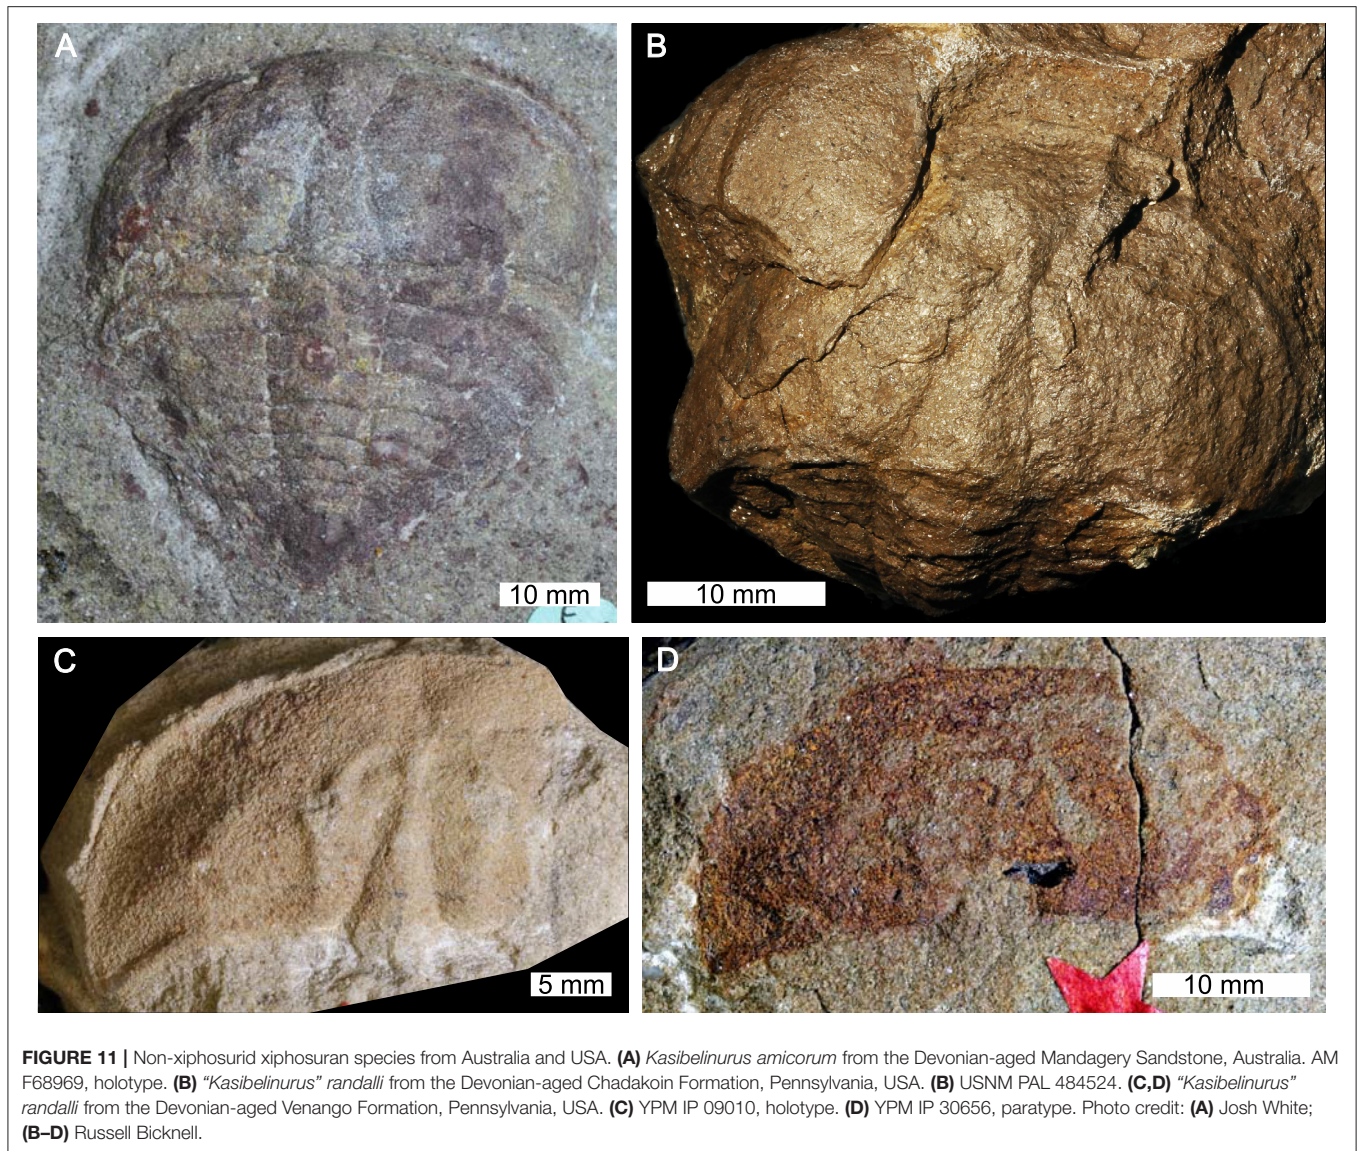 A
B
10 mm
10 mm
C
D
5 mm
10 mm
FIGURE 11 | Non-xiphosurid xiphosuran species from Australia and USA. (A) Kasibelinurus amicorum from the Devonian-aged Mandagery Sandstone, Australia. AM
F68969, holotype. (B) “Kasibelinurus” randalli from the Devonian-aged Chadakoin Formation, Pennsylvania, USA. (B) USNM PAL 484524. (C,D) “Kasibelinurus”
randalli from the Devonian-aged Venango Formation, Pennsylvania, USA. (C) YPM IP 09010, holotype. (D) YPM IP 30656, paratype. Photo credit: (A) Josh White;
(B–D) Russell Bicknell.